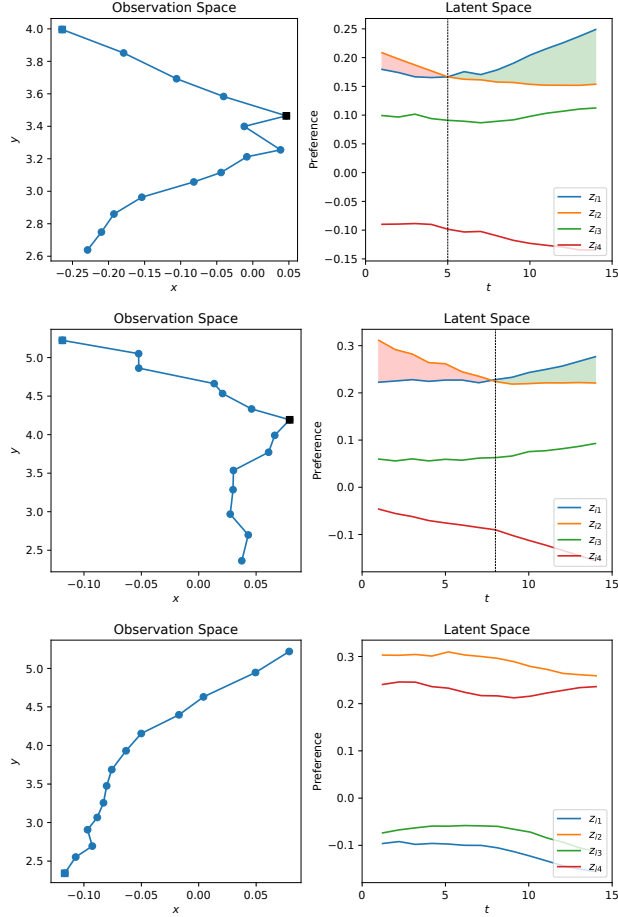 Observation Space
Latent Space
4.0
3.8
3.6
3.4
3.2
3.0
2.8
2.6
y
−0.25 −0.20 −0.15 −0.10 −0.05 0.00 0.05
x
0.25
0.20
0.15
0.10
0.05
0.00
−0.05
−0.10
−0.15
Preference
z_{i1}
z_{i2}
z_{i3}
z_{i4}
0 5 10 15
t
Observation Space
Latent Space
5.0
4.5
4.0
3.5
3.0
2.5
y
−0.10 −0.05 0.00 0.05
x
0.3
0.2
0.1
0.0
−0.1
Preference
z_{i1}
z_{i2}
z_{i3}
z_{i4}
0 5 10 15
t
Observation Space
Latent Space
5.0
4.5
4.0
3.5
3.0
2.5
y
−0.10 −0.05 0.00 0.05
x
0.3
0.2
0.1
0.0
−0.1
Preference
z_{i1}
z_{i2}
z_{i3}
z_{i4}
0 5 10 15
t